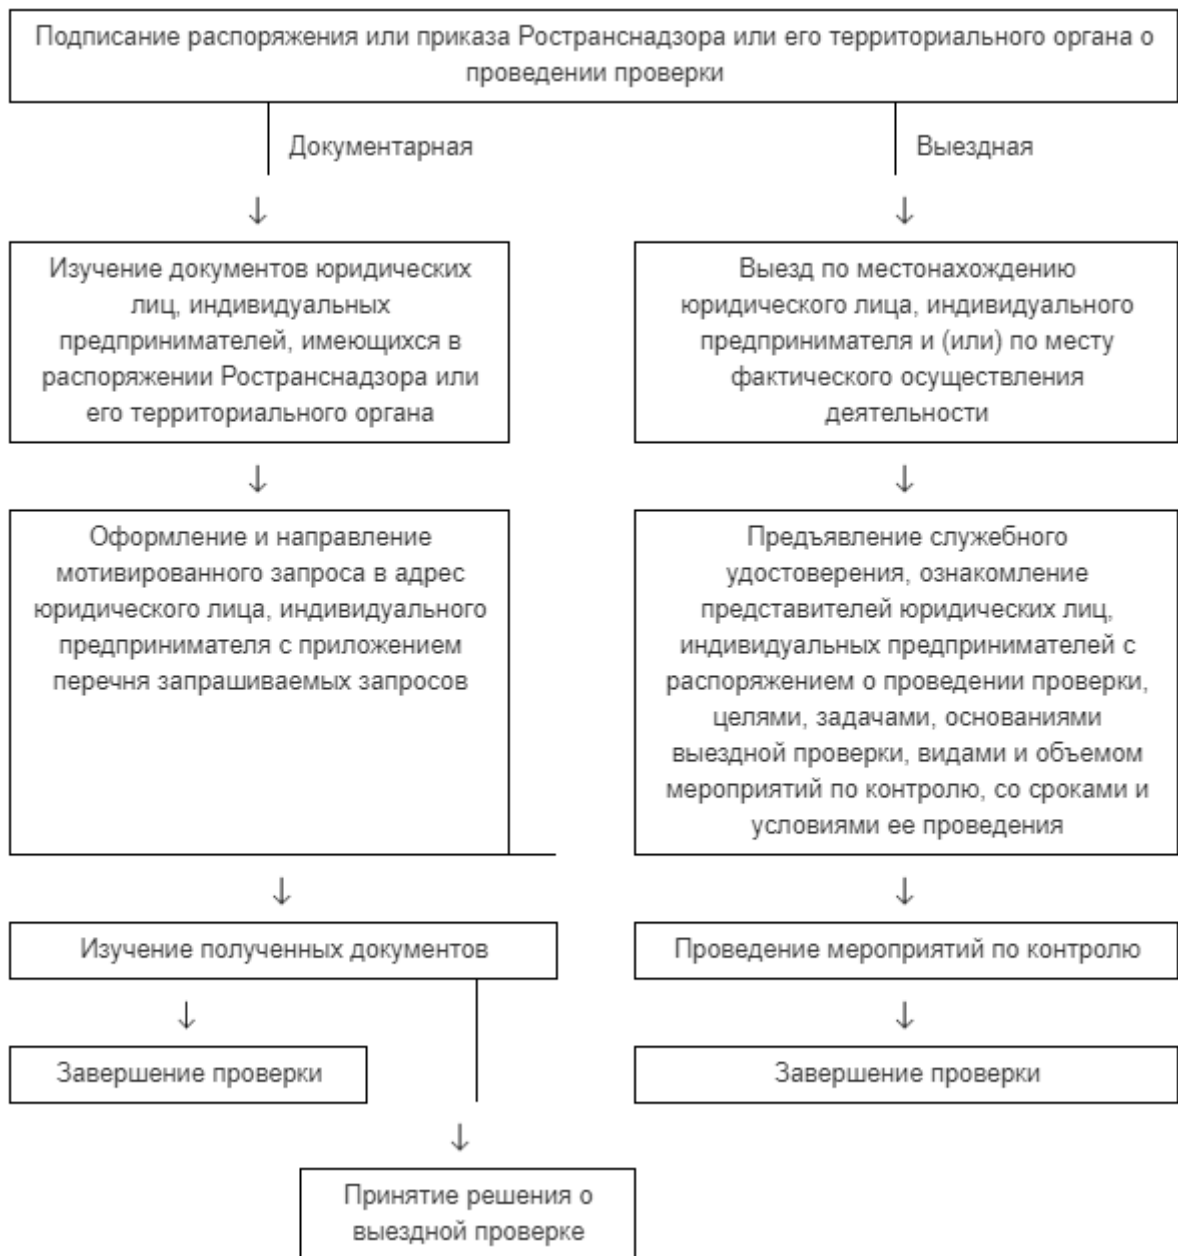 Подписание распоряжения или приказа Ространснадзора или его территориального органа о
проведении проверки
Документарная
Выездная
↓
↓
Изучение документов юридических
лиц, индивидуальных
предпринимателей, имеющихся в
распоряжении Ространснадзора или
его территориального органа
Выезд по местонахождению
юридического лица, индивидуального
предпринимателя и (или) по месту
фактического осуществления
деятельности
↓
↓
Оформление и направление
мотивированного запроса в адрес
юридического лица, индивидуального
предпринимателя с приложением
перечня запрашиваемых запросов
Предъявление служебного
удостоверения, ознакомление
представителей юридических лиц,
индивидуальных предпринимателей с
распоряжением о проведении проверки,
целями, задачами, основаниями
выездной проверки, видами и объемом
мероприятий по контролю, со сроками и
условиями ее проведения
↓
↓
Изучение полученных документов
Проведение мероприятий по контролю
↓
↓
Завершение проверки
Завершение проверки
↓
Принятие решения о
выездной проверке